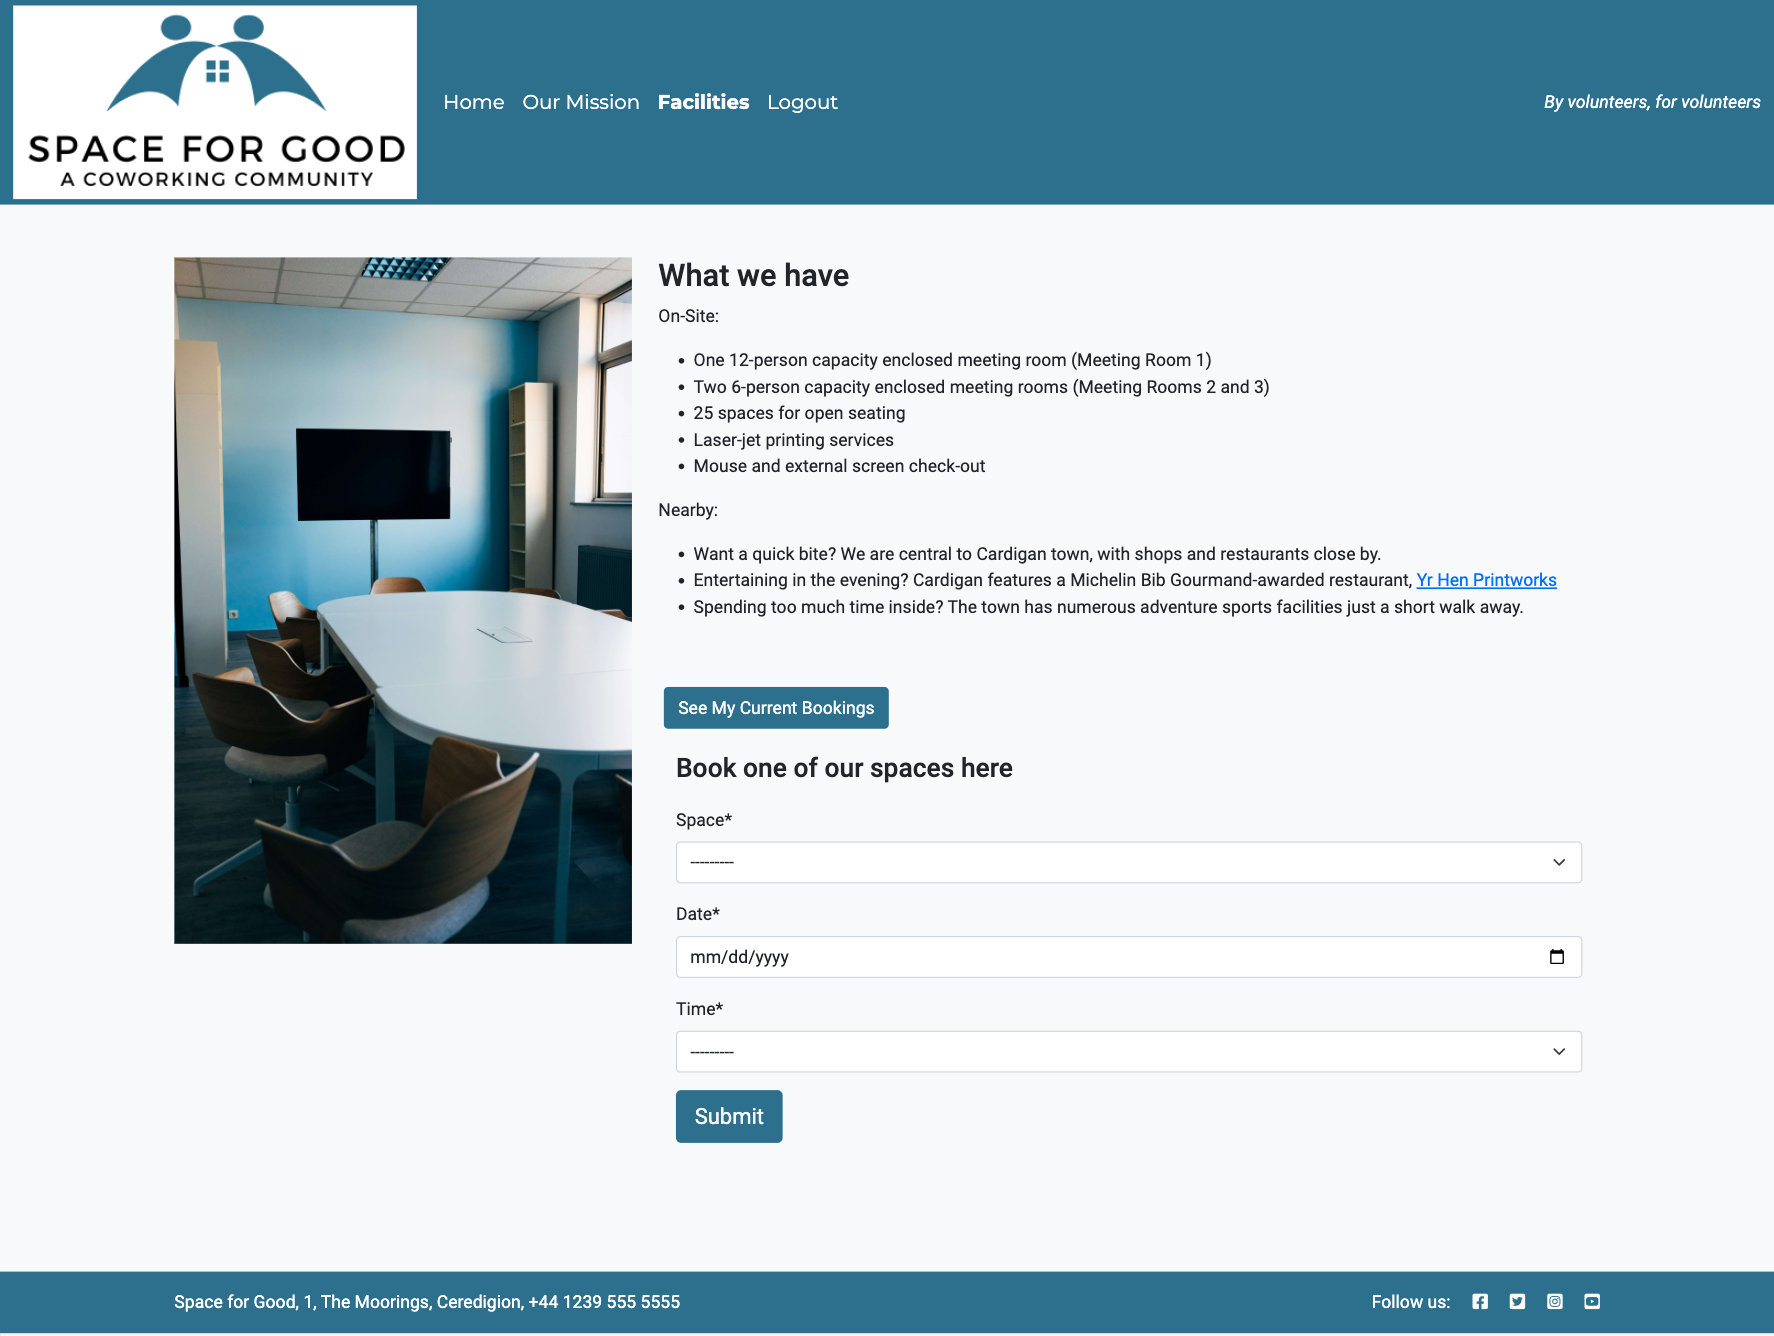 SPACE FOR GOOD
A COWORKING COMMUNITY
Home Our Mission Facilities Logout
By volunteers, for volunteers
What we have
On-Site:
One 12-person capacity enclosed meeting room (Meeting Room 1)
Two 6-person capacity enclosed meeting rooms (Meeting Rooms 2 and 3)
25 spaces for open seating
Laser-jet printing services
Mouse and external screen check-out
Nearby:
Want a quick bite? We are central to Cardigan town, with shops and restaurants close by.
Entertaining in the evening? Cardigan features a Michelin Bib Gourmand-awarded restaurant, Yr Hen Printworks
Spending too much time inside? The town has numerous adventure sports facilities just a short walk away.
See My Current Bookings
Book one of our spaces here
Space*
---------
Date*
mm/dd/yyyy
Time*
---------
Submit
Space for Good, 1, The Moorings, Ceredigion, +44 1239 555 5555
Follow us: